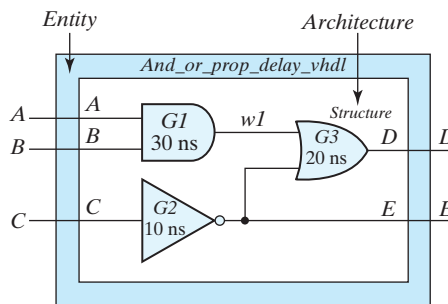 Entity
Architecture
And_or_prop_delay_vhdl
A
A
G1
30 ns
w1
Structure
G3
20 ns
D
B
B
C
C
G2
10 ns
E